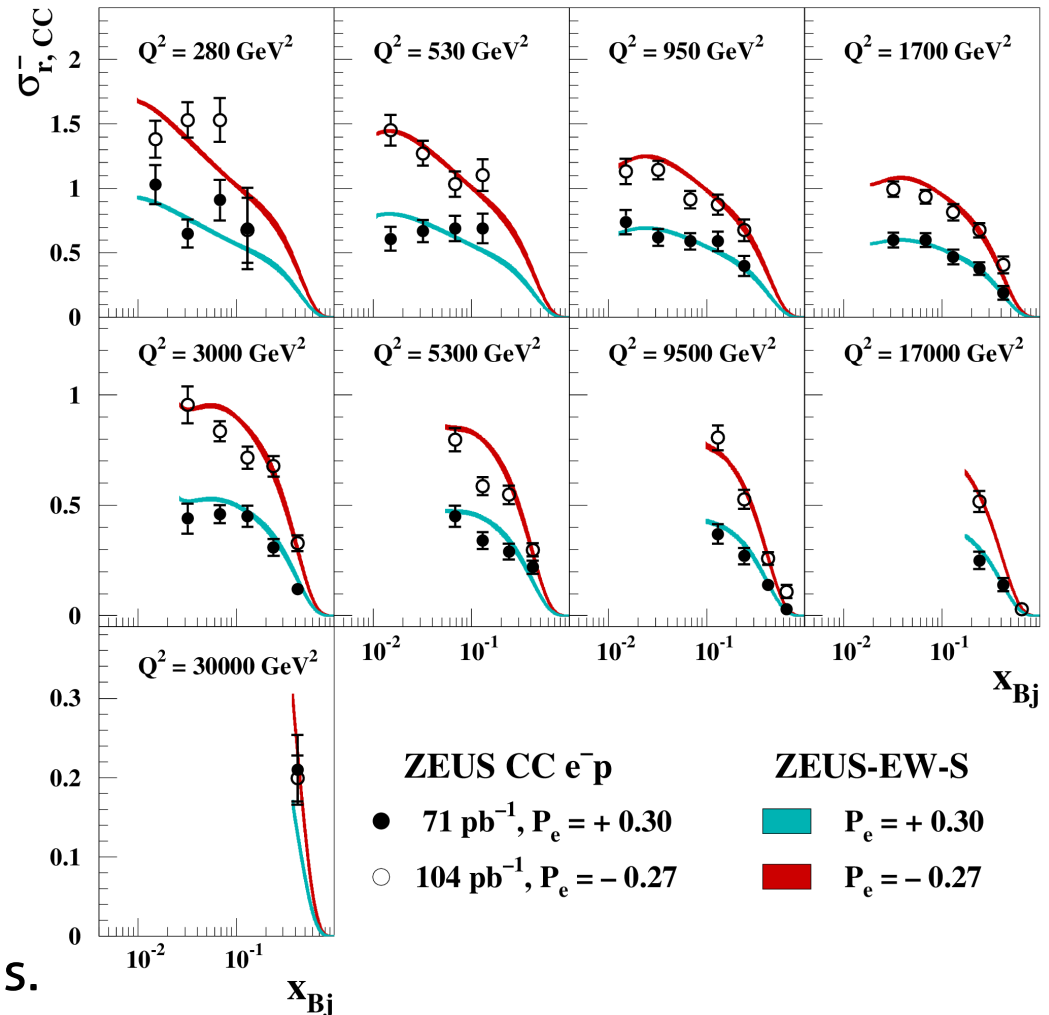 σ⁻r, CC
Q² = 280 GeV²
Q² = 530 GeV²
Q² = 950 GeV²
Q² = 1700 GeV²
2
1.5
1
0.5
0
Q² = 3000 GeV²
Q² = 5300 GeV²
Q² = 9500 GeV²
Q² = 17000 GeV²
1
0.5
0
10⁻² 10⁻¹ 10⁻² 10⁻¹ 10⁻² 10⁻¹
xBj
Q² = 30000 GeV²
0.3
0.2
0.1
0
10⁻² 10⁻¹
xBj
ZEUS CC e⁻p
71 pb⁻¹, Pe = + 0.30
104 pb⁻¹, Pe = − 0.27
ZEUS-EW-S
Pe = + 0.30
Pe = − 0.27
s.